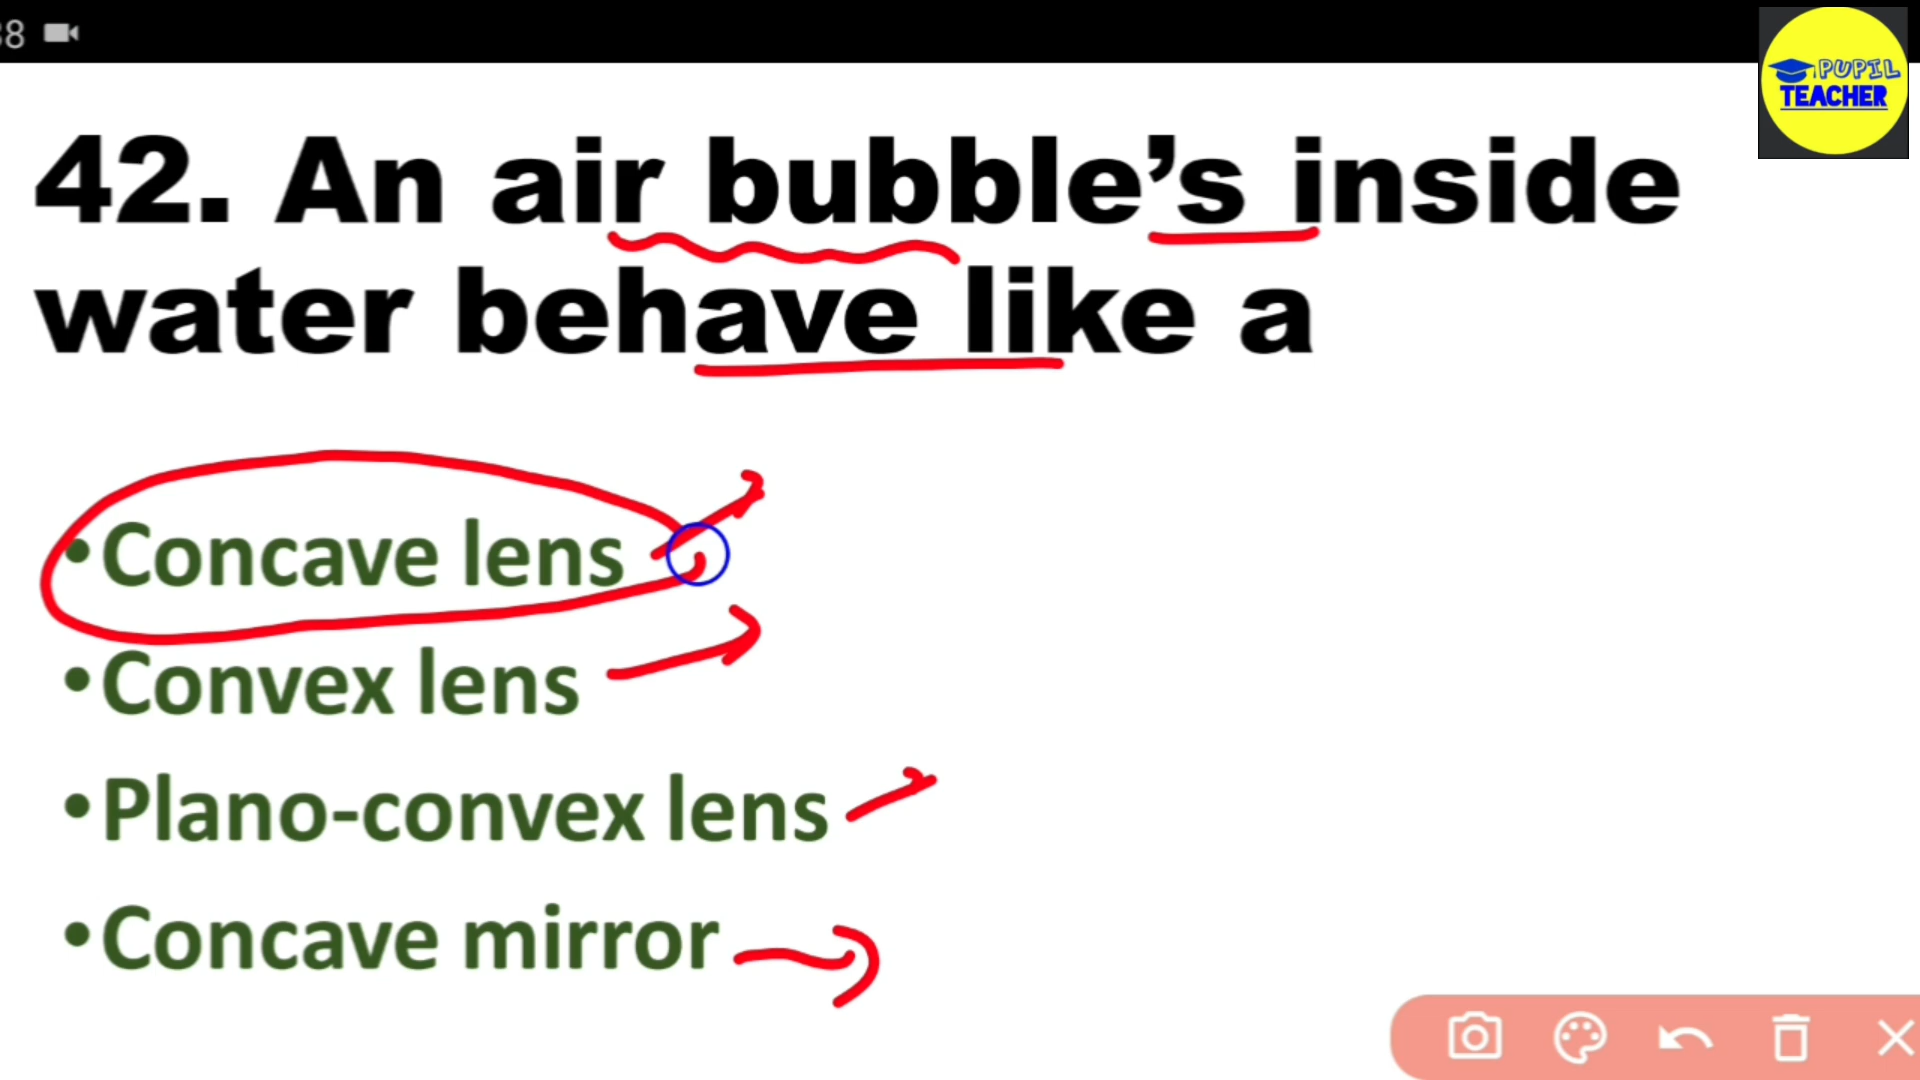 38
PUPIL
TEACHER
42. An air bubble’s inside
water behave like a
•Concave lens
•Convex lens
•Plano-convex lens
•Concave mirror